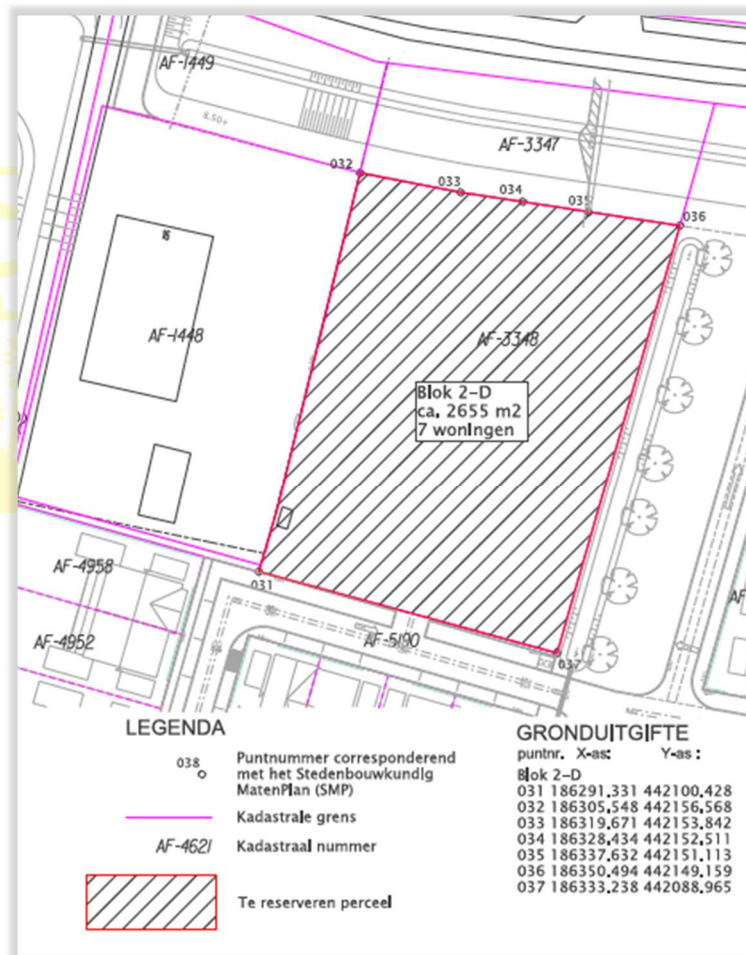 AF-1449
8.50+
AF-3347
032
033
034
035
036
16
AF-1448
AF-3348
Blok 2-D
ca. 2655 m2
7 woningen
AF-4958
031
AF-4952
AF-5190
037
LEGENDA
038
Puntnummer corresponderend
met het Stedenbouwkundig
MatenPlan (SMP)
Kadastrale grens
AF-4621
Kadastraal nummer
Te reserveren perceel
GRONDUITGIFTE
puntnr. X-as: Y-as :
Blok 2-D
031 186291.331 442100.428
032 186305.548 442156.568
033 186319.671 442153.842
034 186328.434 442152.511
035 186337.632 442151.113
036 186350.494 442149.159
037 186333.238 442088.965